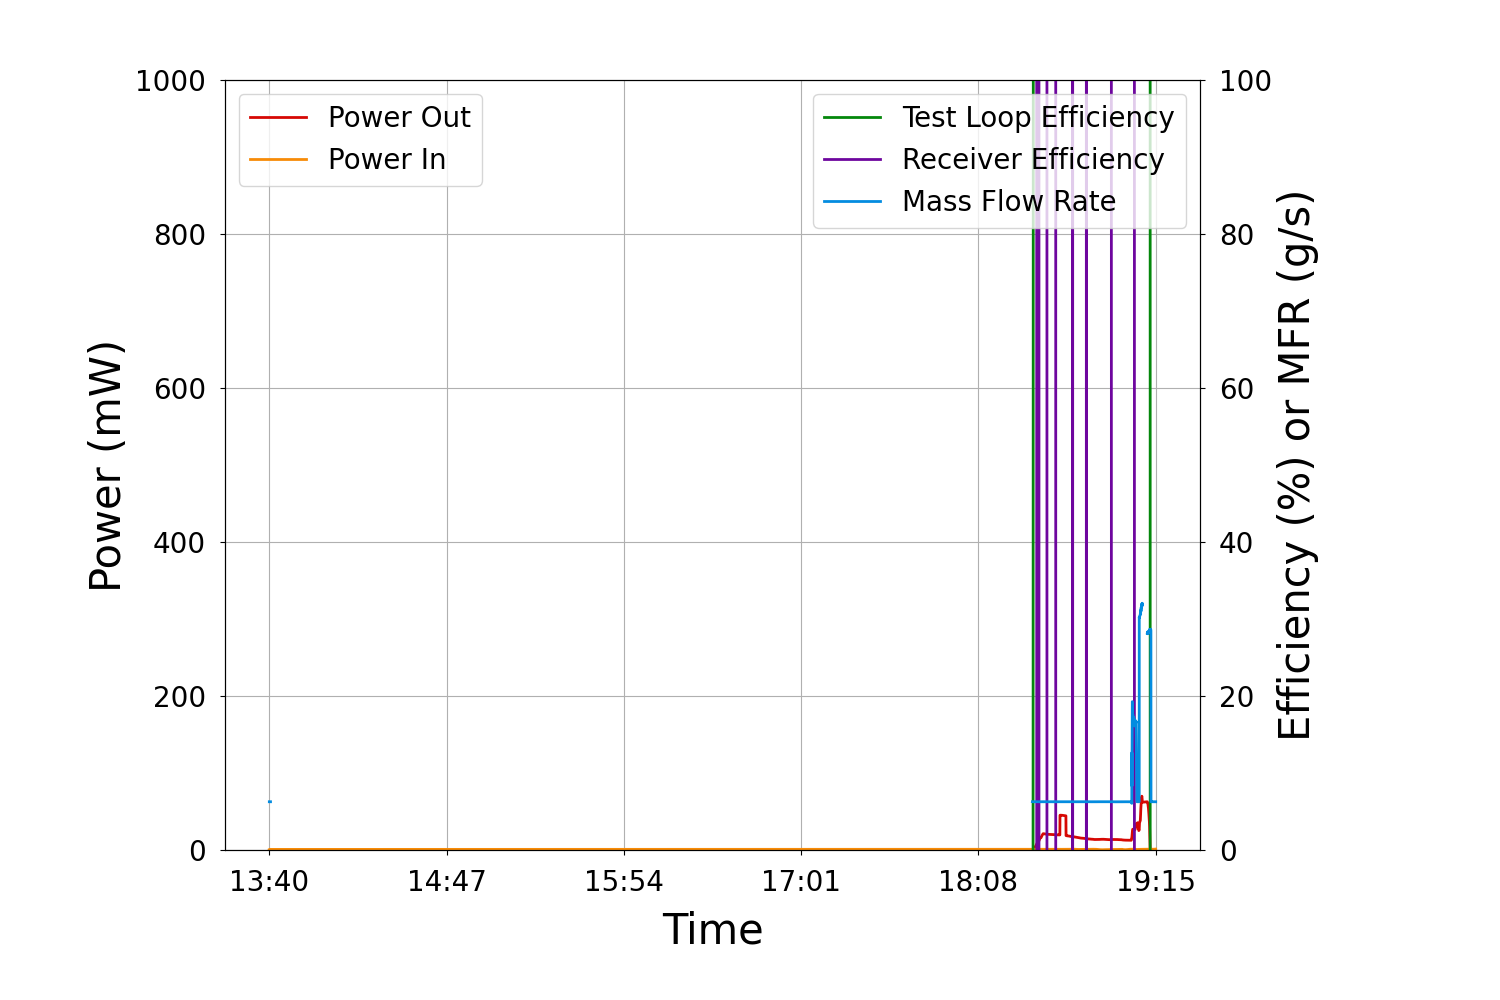 Power Out
Power In
Test Loop Efficiency
Receiver Efficiency
Mass Flow Rate
1000
800
600
400
200
0
Power (mW)
100
80
60
40
20
0
Efficiency (%) or MFR (g/s)
13:40 14:47 15:54 17:01 18:08 19:15
Time